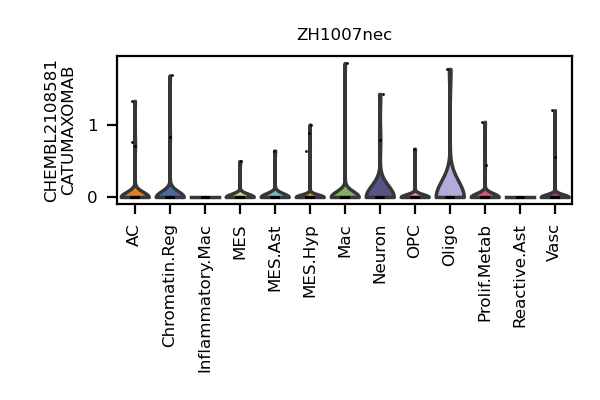 ZH1007nec
CHEMBL2108581
CATUMAXOMAB
1
0
AC
Chromatin.Reg
Inflammatory.Mac
MES
MES.Ast
MES.Hyp
Mac
Neuron
OPC
Oligo
Prolif.Metab
Reactive.Ast
Vasc